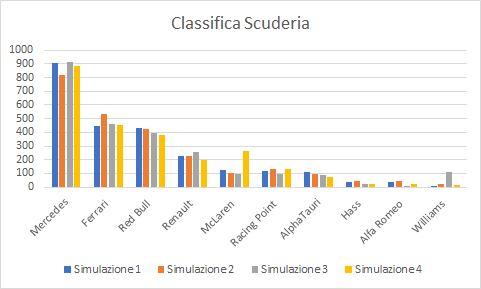 Classifica Scuderia
1000
900
800
700
600
500
400
300
200
100
0
Mercedes
Ferrari
Red Bull
Renault
McLaren
Racing Point
AlphaTauri
Hass
Alfa Romeo
Williams
Simulazione 1
Simulazione 2
Simulazione 3
Simulazione 4